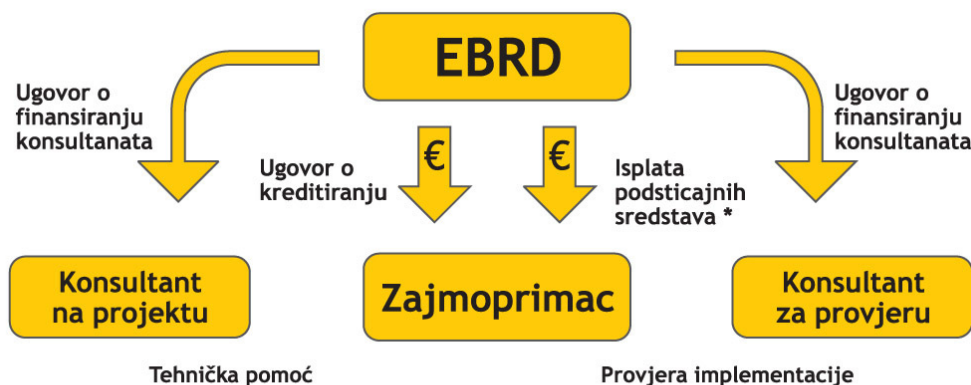 EBRD
Ugovor o
finansiranju
konsultanata
Ugovor o
kreditiranju
€
€
Isplata
podsticajnih
sredstava *
Ugovor o
finansiranju
konsultanata
Konsultant
na projektu
Zajmoprimac
Konsultant
za provjeru
Tehnička pomoć
Provjera implementacije